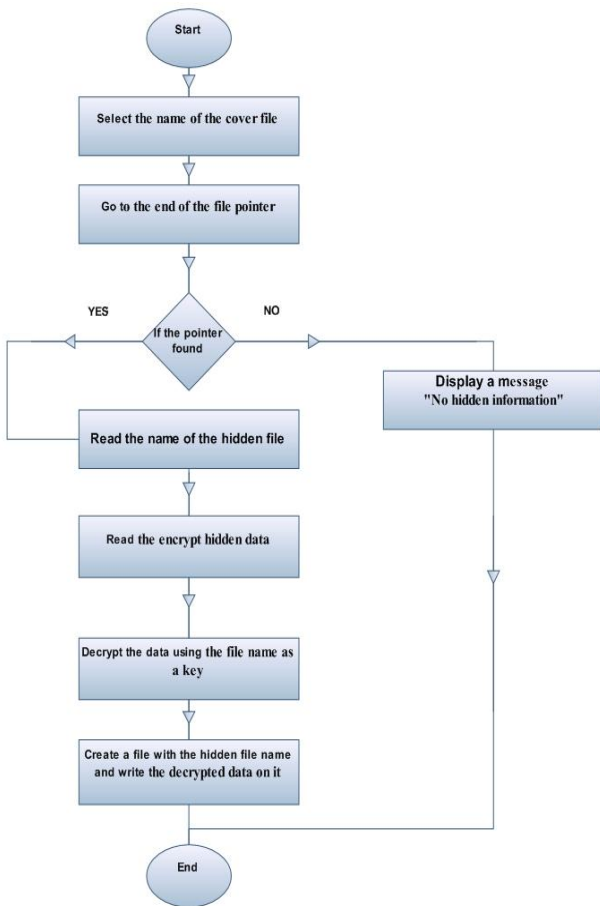 Start
Select the name of the cover file
Go to the end of the file pointer
YES
NO
If the pointer
found
Display a message
"No hidden information"
Read the name of the hidden file
Read the encrypt hidden data
Decrypt the data using the file name as
a key
Create a file with the hidden file name
and write the decrypted data on it
End